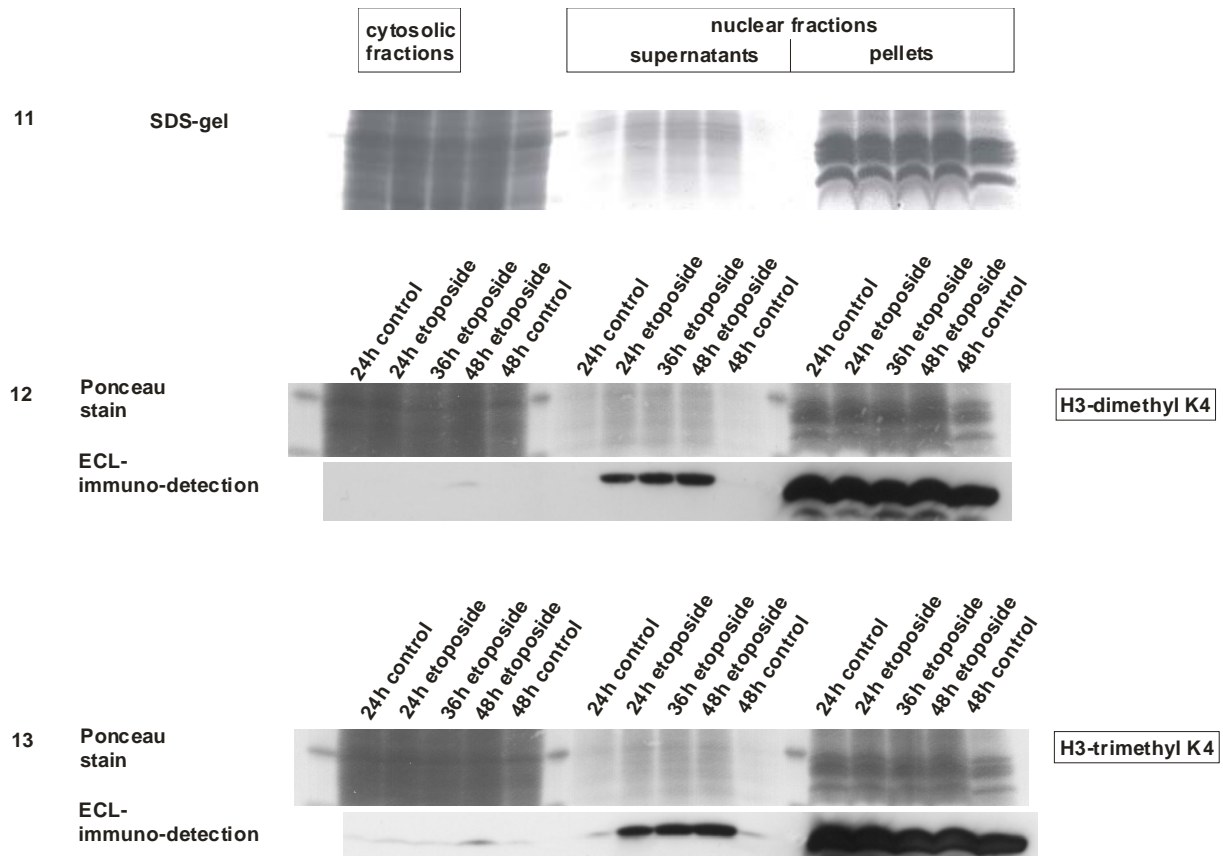 cytosolic
fractions
nuclear fractions
supernatants
pellets
11
SDS-gel
24h control
24h etoposide
36h etoposide
48h etoposide
48h control
24h control
24h etoposide
36h etoposide
48h etoposide
48h control
24h control
24h etoposide
36h etoposide
48h etoposide
48h control
12
Ponceau
stain
H3-dimethyl K4
ECL-
immuno-detection
24h control
24h etoposide
36h etoposide
48h etoposide
48h control
24h control
24h etoposide
36h etoposide
48h etoposide
48h control
24h control
24h etoposide
36h etoposide
48h etoposide
48h control
13
Ponceau
stain
H3-trimethyl K4
ECL-
immuno-detection